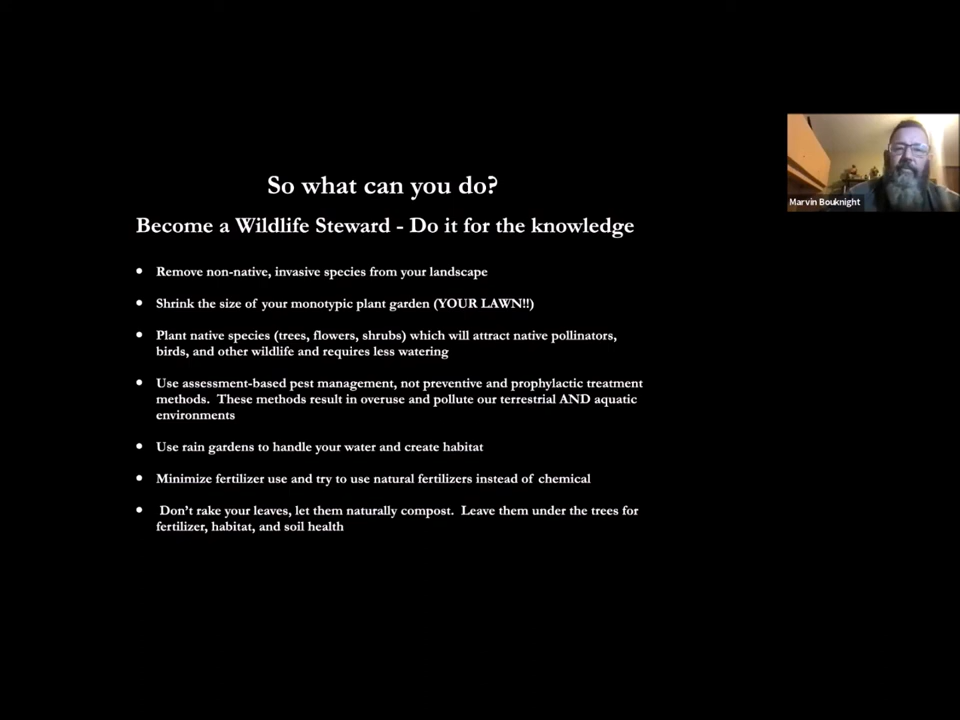 So what can you do?
Become a Wildlife Steward - Do it for the knowledge
• Remove non-native, invasive species from your landscape
• Shrink the size of your monotypic plant garden (YOUR LAWN!!)
• Plant native species (trees, flowers, shrubs) which will attract native pollinators,
birds, and other wildlife and requires less watering
• Use assessment-based pest management, not preventive and prophylactic treatment
methods. These methods result in overuse and pollute our terrestrial AND aquatic
environments
• Use rain gardens to handle your water and create habitat
• Minimize fertilizer use and try to use natural fertilizers instead of chemical
• Don't rake your leaves, let them naturally compost. Leave them under the trees for
fertilizer, habitat, and soil health
Marvin Bouknight